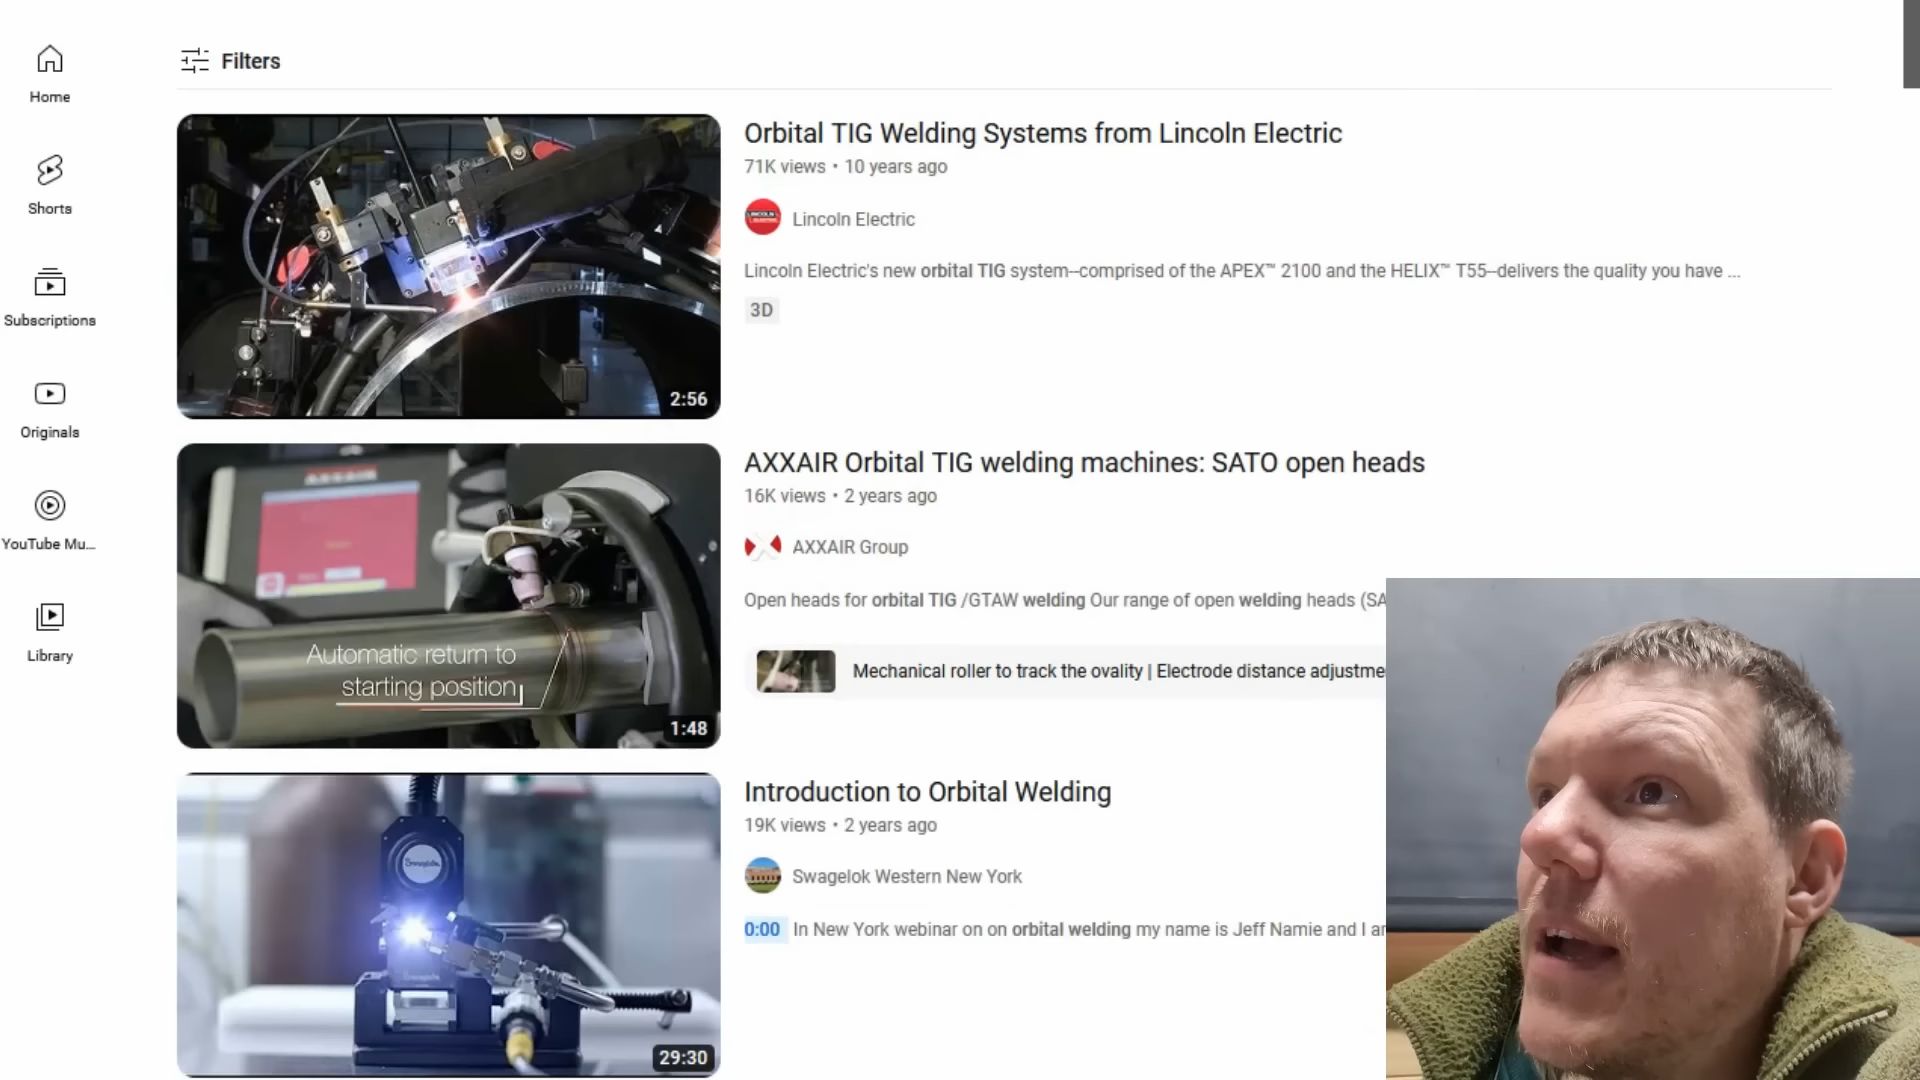 Home
Shorts
Subscriptions
Originals
YouTube Mu...
Library
Filters
2:56
Orbital TIG Welding Systems from Lincoln Electric
71K views • 10 years ago
Lincoln Electric
Lincoln Electric's new orbital TIG system--comprised of the APEX™ 2100 and the HELIX™ T55--delivers the quality you have ...
3D
AXXAIR
Automatic return to
starting position
1:48
AXXAIR Orbital TIG welding machines: SATO open heads
16K views • 2 years ago
AXXAIR Group
Open heads for orbital TIG /GTAW welding Our range of open welding heads (SA
Mechanical roller to track the ovality | Electrode distance adjustme
Swagelok
29:30
Introduction to Orbital Welding
19K views • 2 years ago
Swagelok Western New York
0:00 In New York webinar on on orbital welding my name is Jeff Namie and I ar